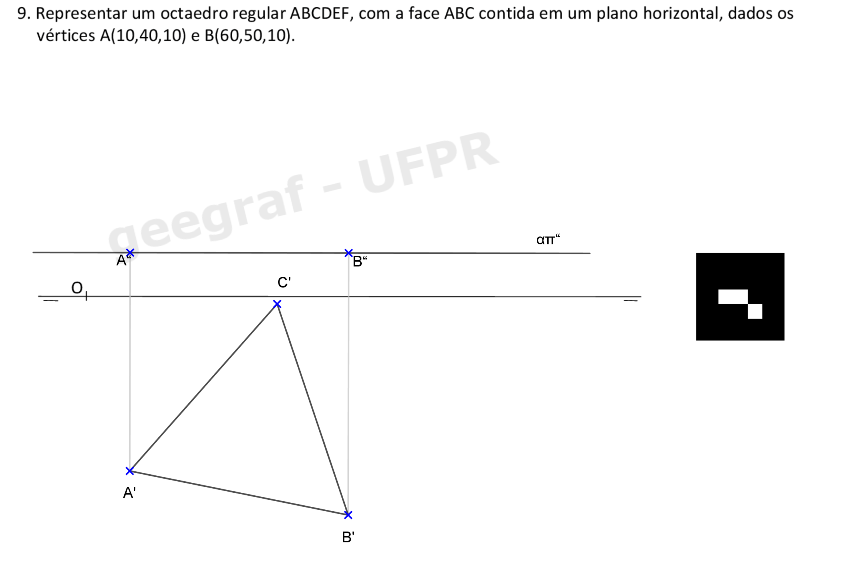 9. Representar um octaedro regular ABCDEF, com a face ABC contida em um plano horizontal, dados os
vértices A(10,40,10) e B(60,50,10).
geegraf - UFPR
απ“
A“
B“
C'
O
A'
B'